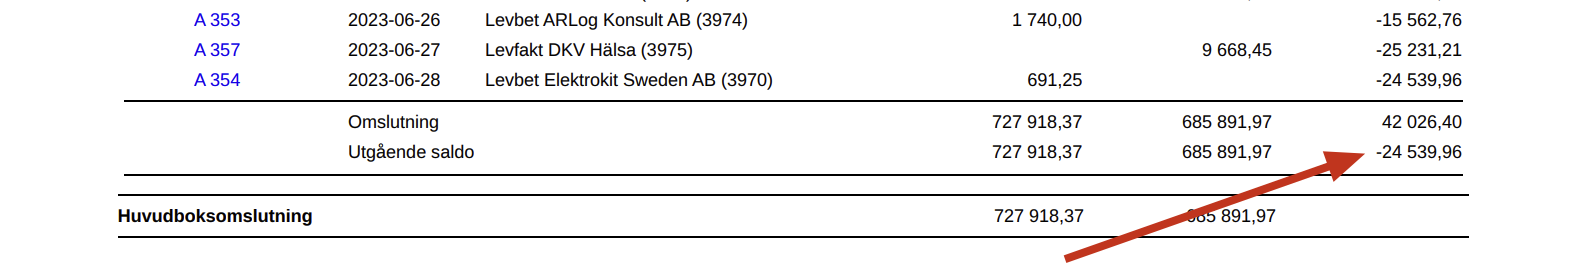 A 353 2023-06-26 Levbet ARLog Konsult AB (3974) 1 740,00 -15 562,76
A 357 2023-06-27 Levfakt DKV Hälsa (3975) 9 668,45 -25 231,21
A 354 2023-06-28 Levbet Elektrokit Sweden AB (3970) 691,25 -24 539,96
Omslutning 727 918,37 685 891,97 42 026,40
Utgående saldo 727 918,37 685 891,97 -24 539,96
Huvudboksomslutning 727 918,37 685 891,97